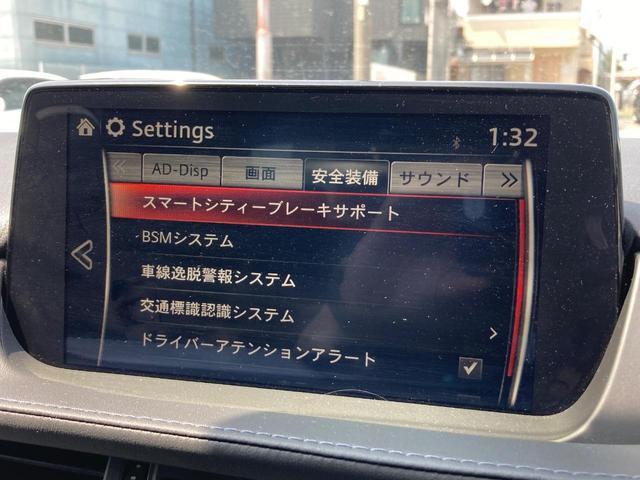 Settings 1:32
AD-Disp 画面 安全装備 サウンド
スマートシティーブレーキサポート
BSMシステム
車線逸脱警報システム
交通標識認識システム
ドライバーアテンションアラート